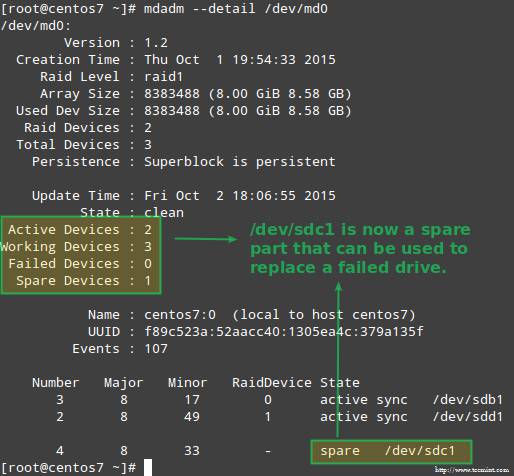 [root@centos7 ~]# mdadm --detail /dev/md0
/dev/md0:
Version : 1.2
Creation Time : Thu Oct 1 19:54:33 2015
Raid Level : raid1
Array Size : 8383488 (8.00 GiB 8.58 GB)
Used Dev Size : 8383488 (8.00 GiB 8.58 GB)
Raid Devices : 2
Total Devices : 3
Persistence : Superblock is persistent
Update Time : Fri Oct 2 18:06:55 2015
State : clean
Active Devices : 2
Working Devices : 3
Failed Devices : 0
Spare Devices : 1
/dev/sdc1 is now a spare
part that can be used to
replace a failed drive.
Name : centos7:0 (local to host centos7)
UUID : f89c523a:52aacc40:1305ea4c:379a135f
Events : 107
Number Major Minor RaidDevice State
3 8 17 0 active sync /dev/sdb1
2 8 49 1 active sync /dev/sdd1
4 8 33 - spare /dev/sdc1
[root@centos7 ~]#
http://www.tecmint.com